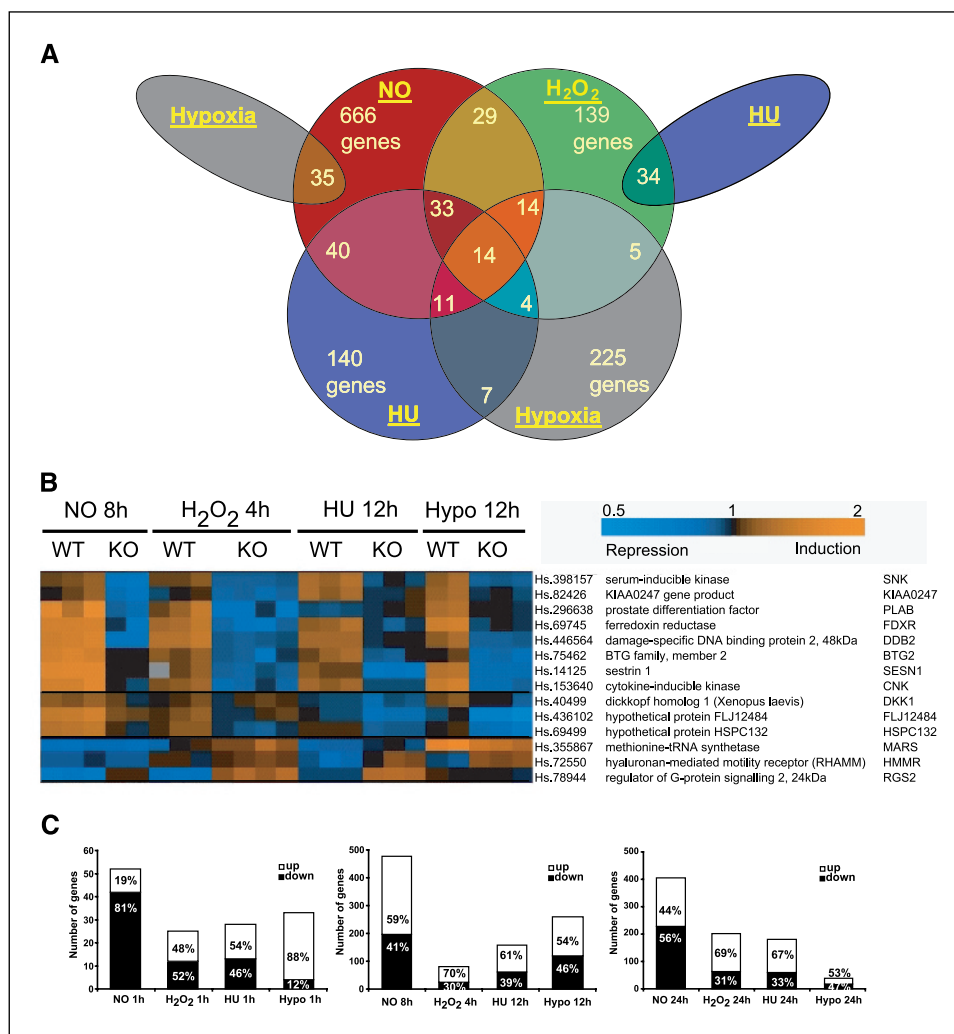 A
NO
H2O2
Hypoxia
HU
666
genes
29
139
genes
35
34
33
14
40
14
5
11
4
140
genes
225
genes
7
HU
Hypoxia
B
NO 8h
H2O2 4h
HU 12h
Hypo 12h
WT KO WT KO WT KO WT KO
0.5 1 2
Repression Induction
Hs.398157 serum-inducible kinase SNK
Hs.82426 KIAA0247 gene product KIAA0247
Hs.296638 prostate differentiation factor PLAB
Hs.69745 ferredoxin reductase FDXR
Hs.446564 damage-specific DNA binding protein 2, 48kDa DDB2
Hs.75462 BTG family, member 2 BTG2
Hs.14125 sestrin 1 SESN1
Hs.153640 cytokine-inducible kinase CNK
Hs.40499 dickkopf homolog 1 (Xenopus laevis) DKK1
Hs.436102 hypothetical protein FLJ12484 FLJ12484
Hs.69499 hypothetical protein HSPC132 HSPC132
Hs.355867 methionine-tRNA synthetase MARS
Hs.72550 hyaluronan-mediated motility receptor (RHAMM) HMMR
Hs.78944 regulator of G-protein signalling 2, 24kDa RGS2
C
Number of genes
60
50
40
30
20
10
0
up
down
19%
81%
48%
52%
54%
46%
88%
12%
NO 1h H2O2 1h HU 1h Hypo 1h
Number of genes
500
400
300
200
100
0
up
down
59%
41%
70%
30%
61%
39%
54%
46%
NO 8h H2O2 4h HU 12h Hypo 12h
Number of genes
500
400
300
200
100
0
up
down
44%
56%
69%
31%
67%
33%
53%
47%
NO 24h H2O2 24h HU 24h Hypo 24h